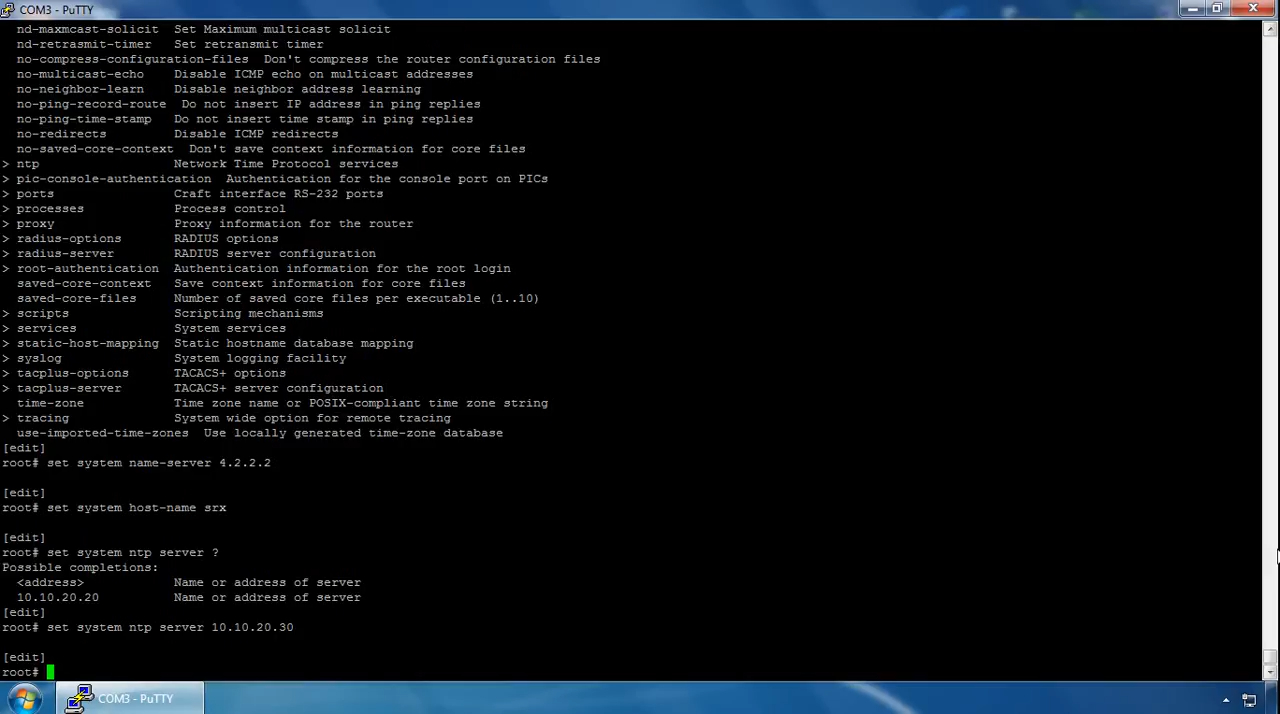 COM3 - PuTTY
nd-maxmcast-solicit  Set Maximum multicast solicit
nd-retrasmit-timer   Set retransmit timer
no-compress-configuration-files  Don't compress the router configuration files
no-multicast-echo    Disable ICMP echo on multicast addresses
no-neighbor-learn    Disable neighbor address learning
no-ping-record-route  Do not insert IP address in ping replies
no-ping-time-stamp   Do not insert time stamp in ping replies
no-redirects         Disable ICMP redirects
no-saved-core-context  Don't save context information for core files
> ntp                  Network Time Protocol services
> pic-console-authentication  Authentication for the console port on PICs
> ports                Craft interface RS-232 ports
> processes            Process control
> proxy                Proxy information for the router
> radius-options       RADIUS options
> radius-server        RADIUS server configuration
> root-authentication  Authentication information for the root login
saved-core-context   Save context information for core files
saved-core-files     Number of saved core files per executable (1..10)
> scripts              Scripting mechanisms
> services             System services
> static-host-mapping  Static hostname database mapping
> syslog               System logging facility
> tacplus-options      TACACS+ options
> tacplus-server       TACACS+ server configuration
time-zone            Time zone name or POSIX-compliant time zone string
> tracing              System wide option for remote tracing
use-imported-time-zones  Use locally generated time-zone database
[edit]
root# set system name-server 4.2.2.2
[edit]
root# set system host-name srx
[edit]
root# set system ntp server ?
Possible completions:
<address>            Name or address of server
10.10.20.20          Name or address of server
[edit]
root# set system ntp server 10.10.20.30
[edit]
root#
COM3 - PuTTY